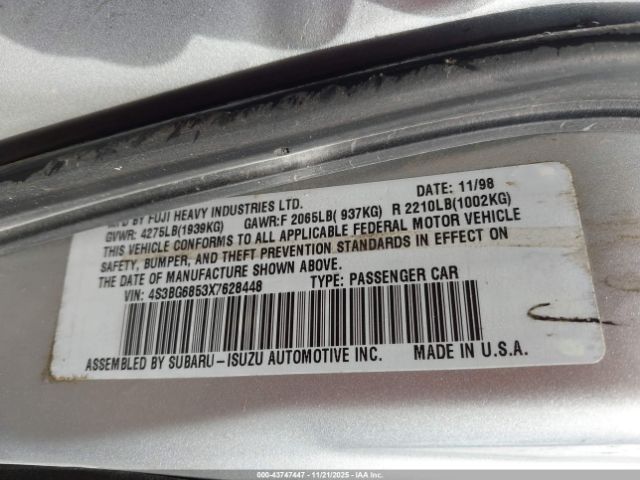 MFD BY FUJI HEAVY INDUSTRIES LTD. DATE: 11/98
GVWR: 4275LB(1939KG) GAWR:F 2065LB( 937KG) R 2210LB(1002KG)
THIS VEHICLE CONFORMS TO ALL APPLICABLE FEDERAL MOTOR VEHICLE
SAFETY, BUMPER, AND THEFT PREVENTION STANDARDS IN EFFECT ON
THE DATE OF MANUFACTURE SHOWN ABOVE.
VIN: 4S3BG6853X7628448 TYPE: PASSENGER CAR
ASSEMBLED BY SUBARU-ISUZU AUTOMOTIVE INC. MADE IN U.S.A.
000-43747447 - 11/21/2025 - IAAI.com